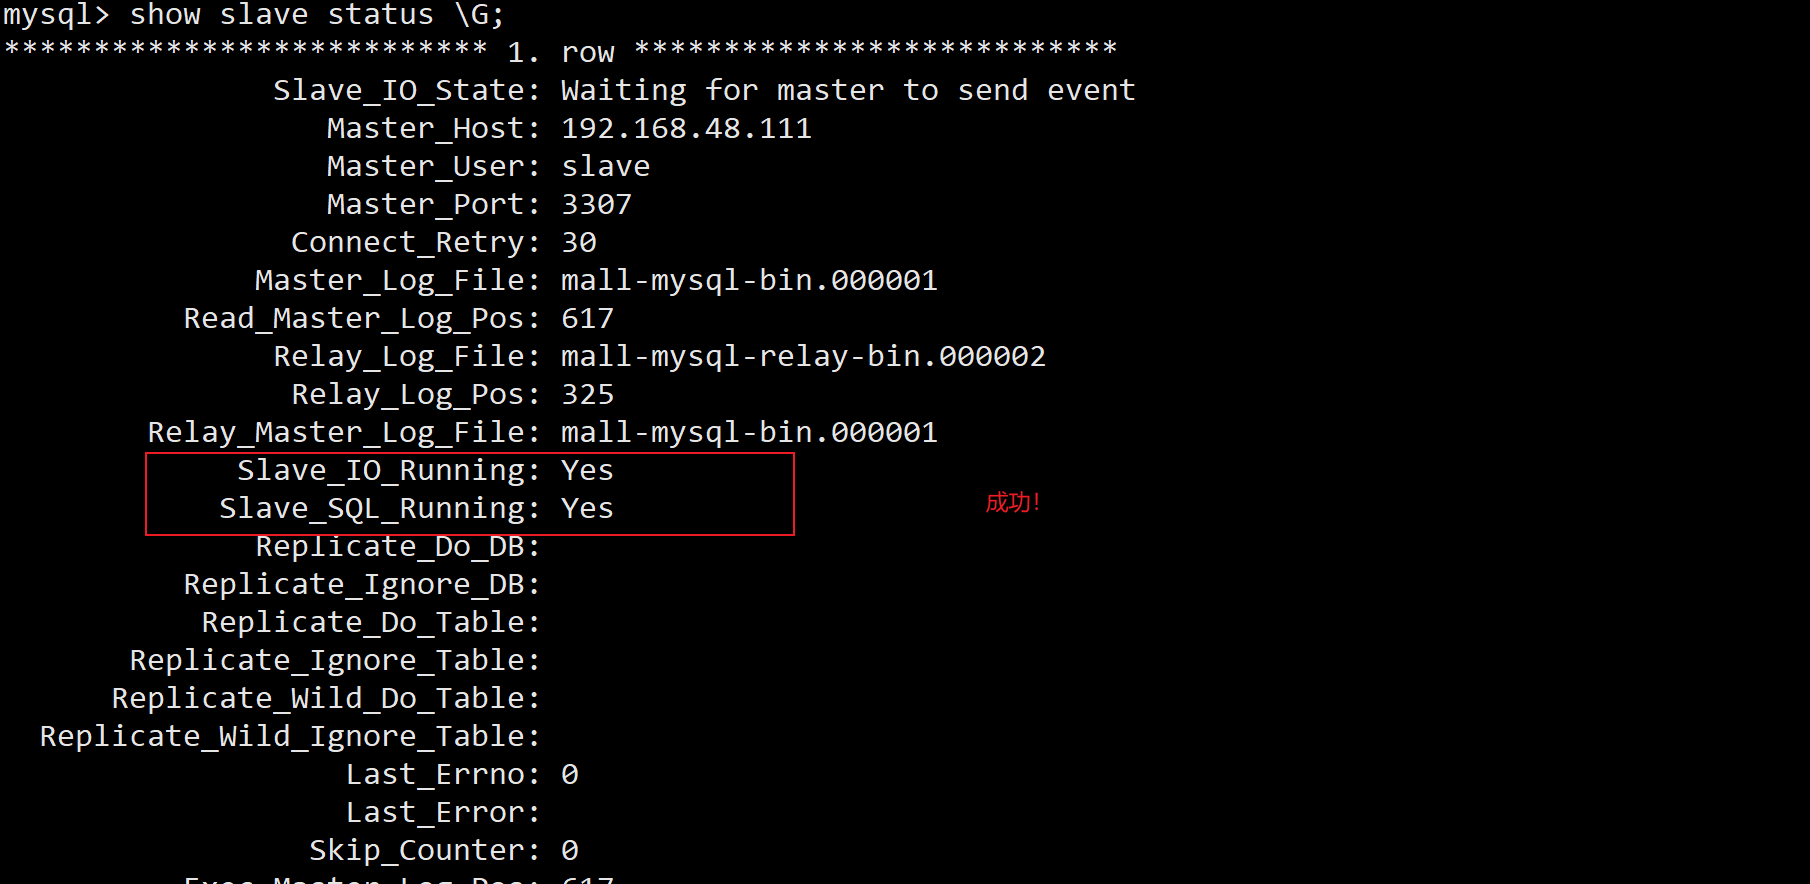 mysql> show slave status \G;
*************************** 1. row ***************************
Slave_IO_State: Waiting for master to send event
Master_Host: 192.168.48.111
Master_User: slave
Master_Port: 3307
Connect_Retry: 30
Master_Log_File: mall-mysql-bin.000001
Read_Master_Log_Pos: 617
Relay_Log_File: mall-mysql-relay-bin.000002
Relay_Log_Pos: 325
Relay_Master_Log_File: mall-mysql-bin.000001
Slave_IO_Running: Yes
Slave_SQL_Running: Yes
成功!
Replicate_Do_DB:
Replicate_Ignore_DB:
Replicate_Do_Table:
Replicate_Ignore_Table:
Replicate_Wild_Do_Table:
Replicate_Wild_Ignore_Table:
Last_Errno: 0
Last_Error:
Skip_Counter: 0
Exec_Master_Log_Pos: 617